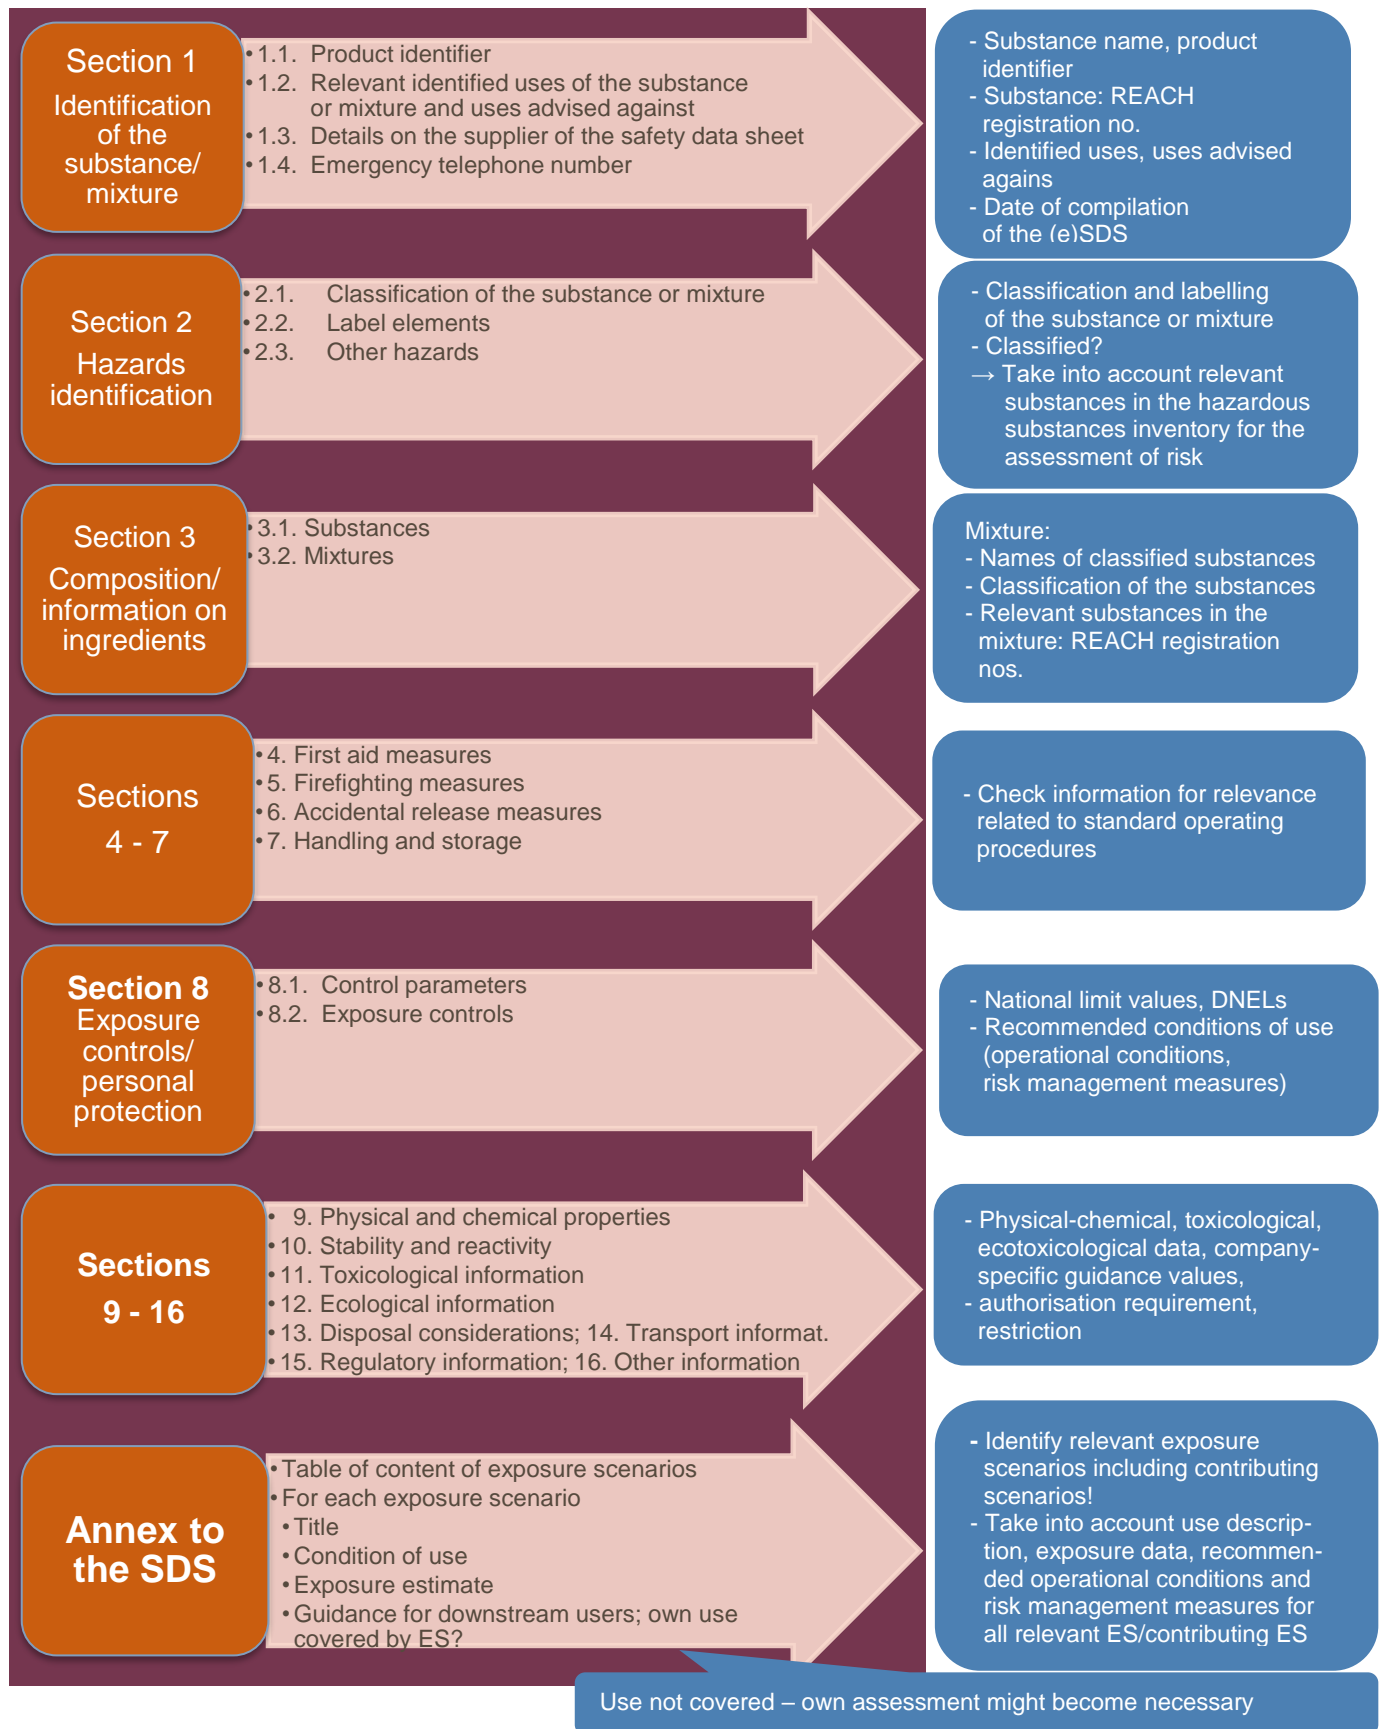 Section 1
Identification
of the
substance/
mixture
• 1.1. Product identifier
• 1.2. Relevant identified uses of the substance
or mixture and uses advised against
• 1.3. Details on the supplier of the safety data sheet
• 1.4. Emergency telephone number
- Substance name, product
identifier
- Substance: REACH
registration no.
- Identified uses, uses advised
agains
- Date of compilation
of the (e)SDS
Section 2
Hazards
identification
• 2.1. Classification of the substance or mixture
• 2.2. Label elements
• 2.3. Other hazards
- Classification and labelling
of the substance or mixture
- Classified?
→ Take into account relevant
substances in the hazardous
substances inventory for the
assessment of risk
Section 3
Composition/
information on
ingredients
• 3.1. Substances
• 3.2. Mixtures
Mixture:
- Names of classified substances
- Classification of the substances
- Relevant substances in the
mixture: REACH registration
nos.
Sections
4 - 7
• 4. First aid measures
• 5. Firefighting measures
• 6. Accidental release measures
• 7. Handling and storage
- Check information for relevance
related to standard operating
procedures
Section 8
Exposure
controls/
personal
protection
• 8.1. Control parameters
• 8.2. Exposure controls
- National limit values, DNELs
- Recommended conditions of use
(operational conditions,
risk management measures)
Sections
9 - 16
• 9. Physical and chemical properties
• 10. Stability and reactivity
• 11. Toxicological information
• 12. Ecological information
• 13. Disposal considerations; 14. Transport informat.
• 15. Regulatory information; 16. Other information
- Physical-chemical, toxicological,
ecotoxicological data, company-
specific guidance values,
- authorisation requirement,
restriction
Annex to
the SDS
• Table of content of exposure scenarios
• For each exposure scenario
• Title
• Condition of use
• Exposure estimate
• Guidance for downstream users; own use
covered by ES?
- Identify relevant exposure
scenarios including contributing
scenarios!
- Take into account use descrip-
tion, exposure data, recommen-
ded operational conditions and
risk management measures for
all relevant ES/contributing ES
Use not covered – own assessment might become necessary